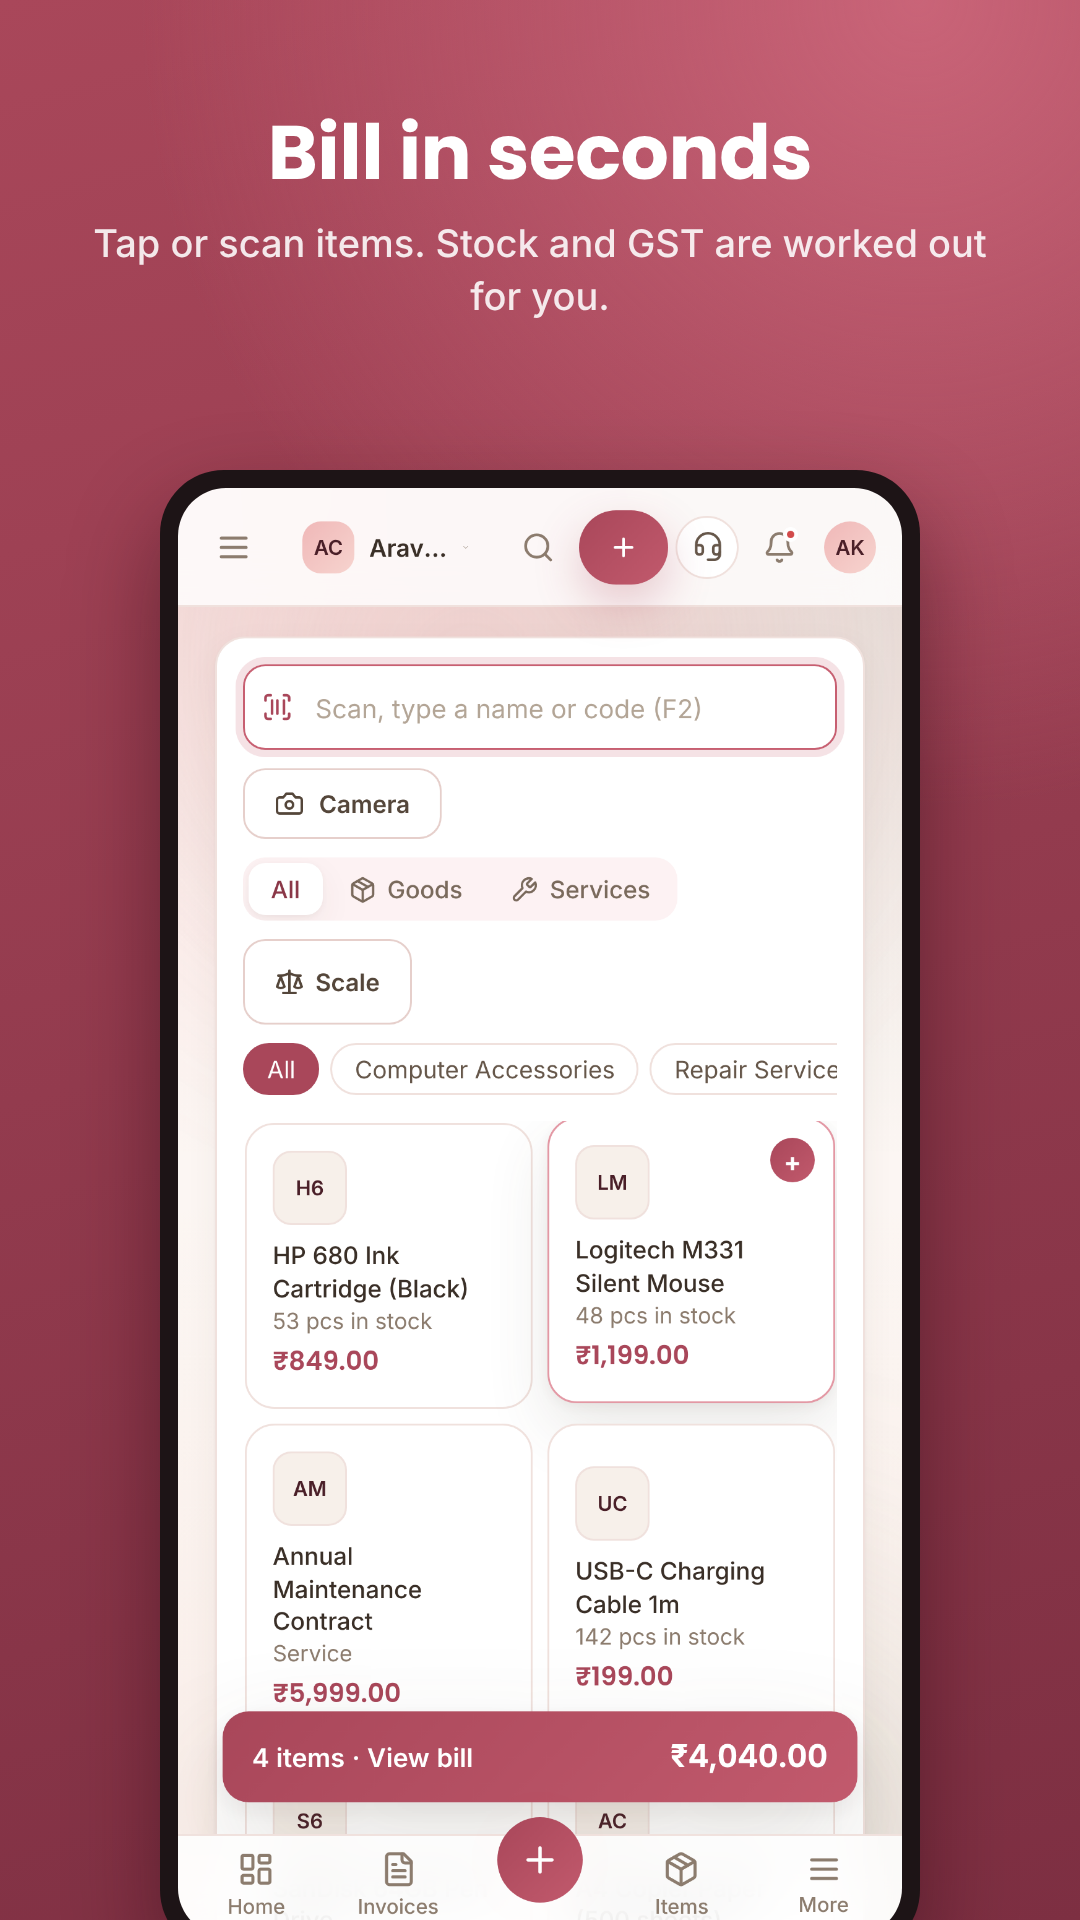 Bill in seconds
Tap or scan items. Stock and GST are worked out
for you.
AC Arav... AK
Scan, type a name or code (F2)
Camera
All Goods Services
Scale
All Computer Accessories Repair Service
H6
HP 680 Ink
Cartridge (Black)
53 pcs in stock
₹849.00
LM
Logitech M331
Silent Mouse
48 pcs in stock
₹1,199.00
AM
Annual
Maintenance
Contract
Service
₹5,999.00
UC
USB-C Charging
Cable 1m
142 pcs in stock
₹199.00
4 items · View bill ₹4,040.00
S6 AC
Home Invoices Items More